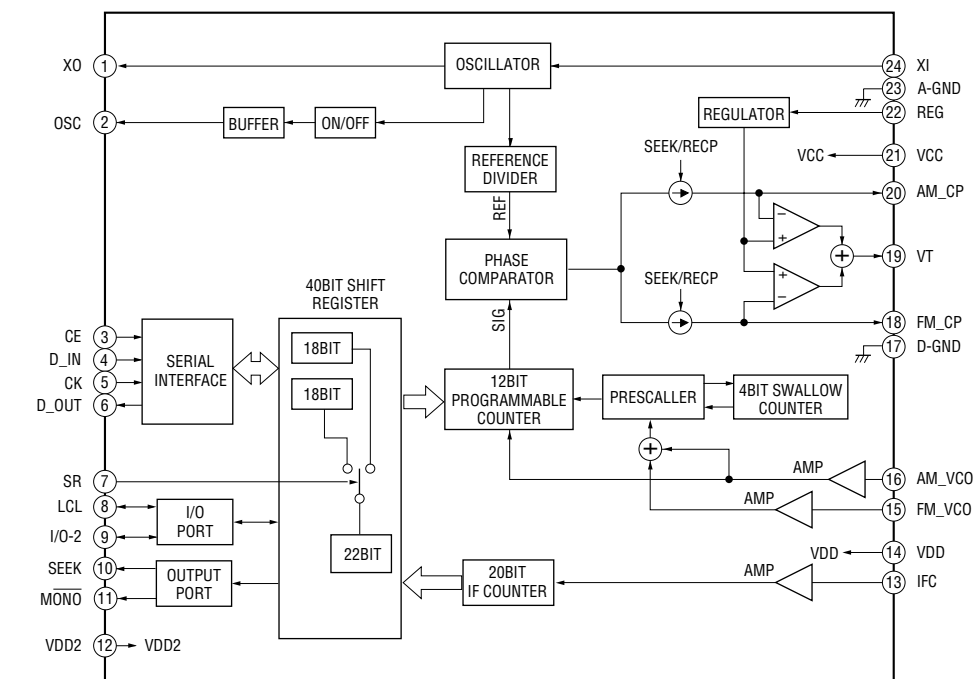 XO
1
OSCILLATOR
24
XI
23
A-GND
OSC
2
BUFFER
ON/OFF
REGULATOR
22
REG
SEEK/RECP
VCC
21
VCC
REFERENCE
DIVIDER
20
AM_CP
REF
−
+
PHASE
COMPARATOR
+
19
VT
SEEK/RECP
+
−
40BIT SHIFT
REGISTER
SIG
18
FM_CP
17
D-GND
CE
3
D_IN
4
CK
5
D_OUT
6
SERIAL
INTERFACE
18BIT
18BIT
12BIT
PROGRAMMABLE
COUNTER
PRESCALLER
4BIT SWALLOW
COUNTER
+
AMP
16
AM_VCO
SR
7
LCL
8
I/O
PORT
AMP
15
FM_VCO
I/O-2
9
22BIT
VDD
14
VDD
SEEK
10
OUTPUT
PORT
20BIT
IF COUNTER
AMP
13
IFC
MONO
11
VDD2
12
VDD2